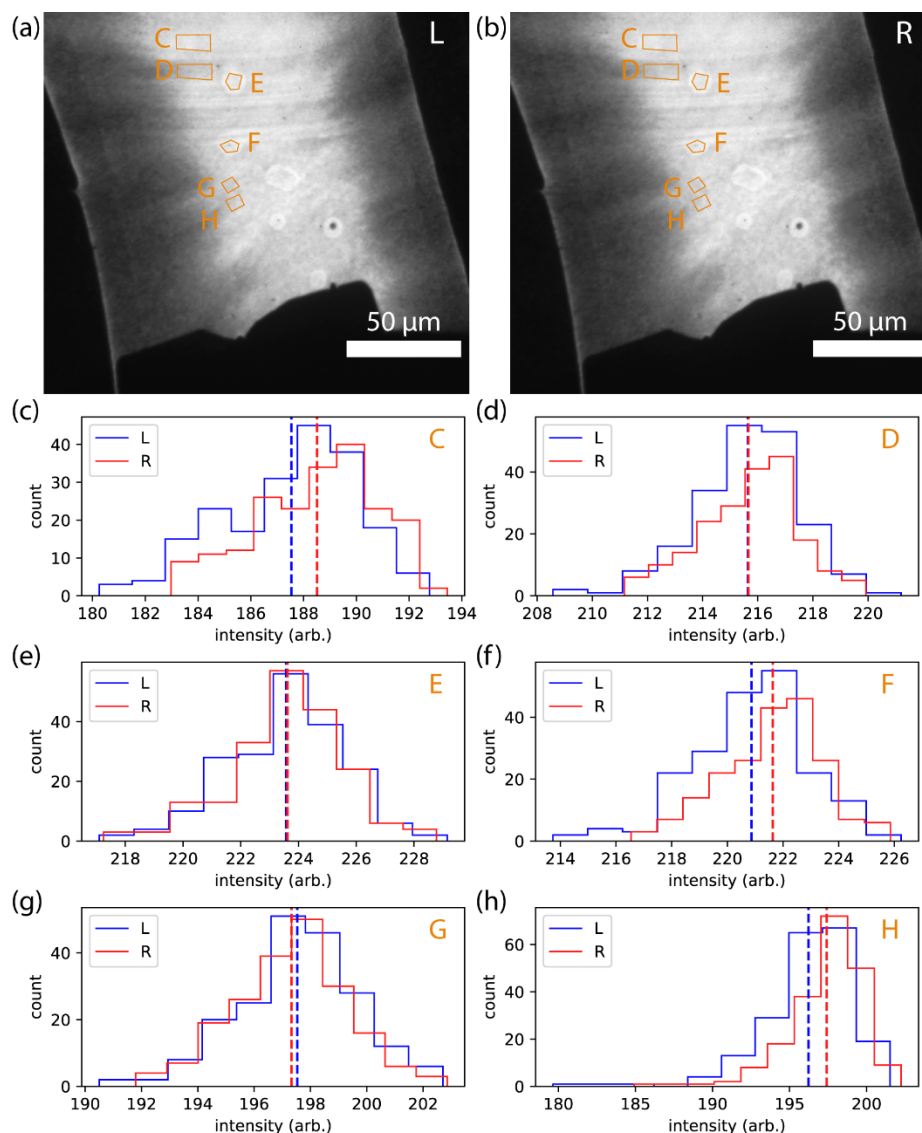 (a) L (b) R
C C
D D
E E
F F
G G
H H
50 µm 50 µm
(c) (d)
L L
R R
C D
40 50
30 40
20 30
10 20
0 10
0
count count
180 182 184 186 188 190 192 194 208 210 212 214 216 218 220
intensity (arb.) intensity (arb.)
(e) (f)
L L
R R
E F
40 40
20 20
0 0
count count
218 220 222 224 226 228 214 216 218 220 222 224 226
intensity (arb.) intensity (arb.)
(g) (h)
L L
R R
G H
40 60
20 40
0 20
0
count count
190 192 194 196 198 200 202 180 185 190 195 200
intensity (arb.) intensity (arb.)